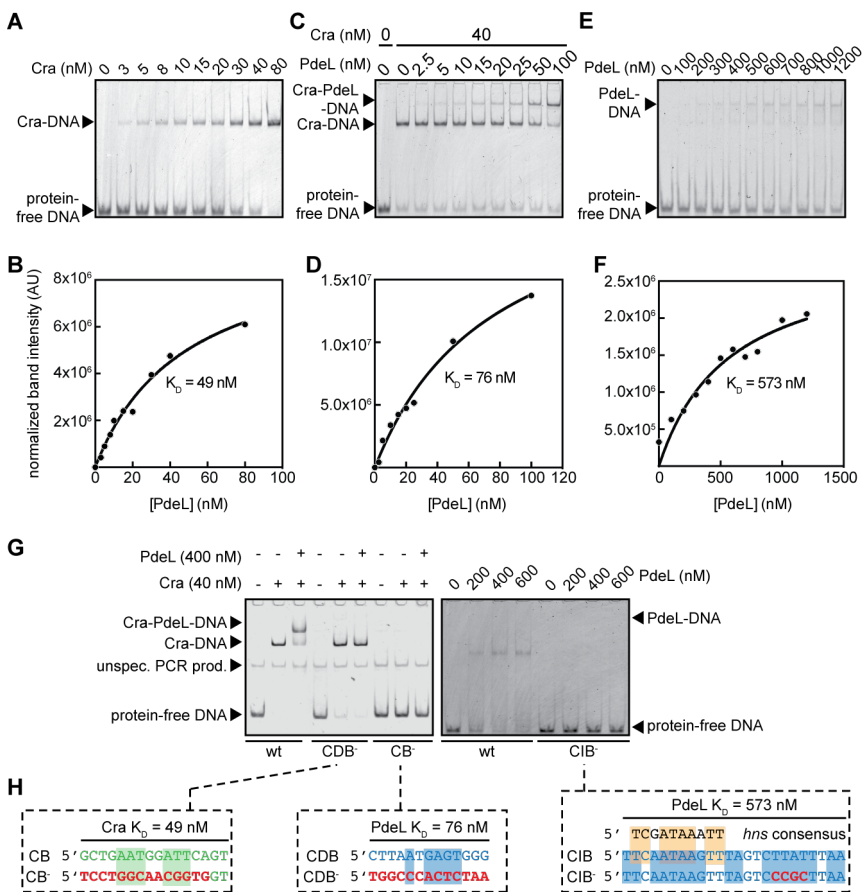 A
Cra (nM) 0 3 5 8 10 15 20 30 40 80
Cra-DNA
protein-
free DNA
C
Cra (nM) 0 40
PdeL (nM) 0 0 2.5 5 10 15 20 25 50 100
Cra-PdeL
-DNA
Cra-DNA
protein-
free DNA
E
PdeL (nM) 0 100 200 300 400 500 600 700 800 1000 1200
PdeL-
DNA
protein-
free DNA
B
normalized band intensity (AU)
8x10⁶
6x10⁶
4x10⁶
2x10⁶
K_D = 49 nM
0 20 40 60 80 100
[PdeL] (nM)
D
1.5x10⁷
1.0x10⁷
5.0x10⁶
K_D = 76 nM
0 20 40 60 80 100 120
[PdeL] (nM)
F
2.5x10⁶
2.0x10⁶
1.5x10⁶
1.0x10⁶
5.0x10⁵
K_D = 573 nM
0 500 1000 1500
[PdeL] (nM)
G
PdeL (400 nM) - - + - - + - - +
Cra (40 nM) - + + - + + - + +
Cra-PdeL-DNA
Cra-DNA
unspec. PCR prod.
protein-free DNA
wt CDB⁻ CB⁻
0 200 400 600 0 200 400 600 PdeL (nM)
PdeL-DNA
protein-free DNA
wt CIB⁻
H
Cra K_D = 49 nM
CB 5'GCTGAATGGATTCAGT
CB⁻ 5'TCCTGGCAACGGTGGT
PdeL K_D = 76 nM
CDB 5'CTTAATGAGTGGG
CDB⁻ 5'TGGCCCACTCTAA
PdeL K_D = 573 nM
5' TCGATAAATT hns consensus
CIB 5'TTCAATAAGTTTAGTCTTATTTAA
CIB⁻ 5'TTCAATAAGTTTAGTCCCGCTTAA